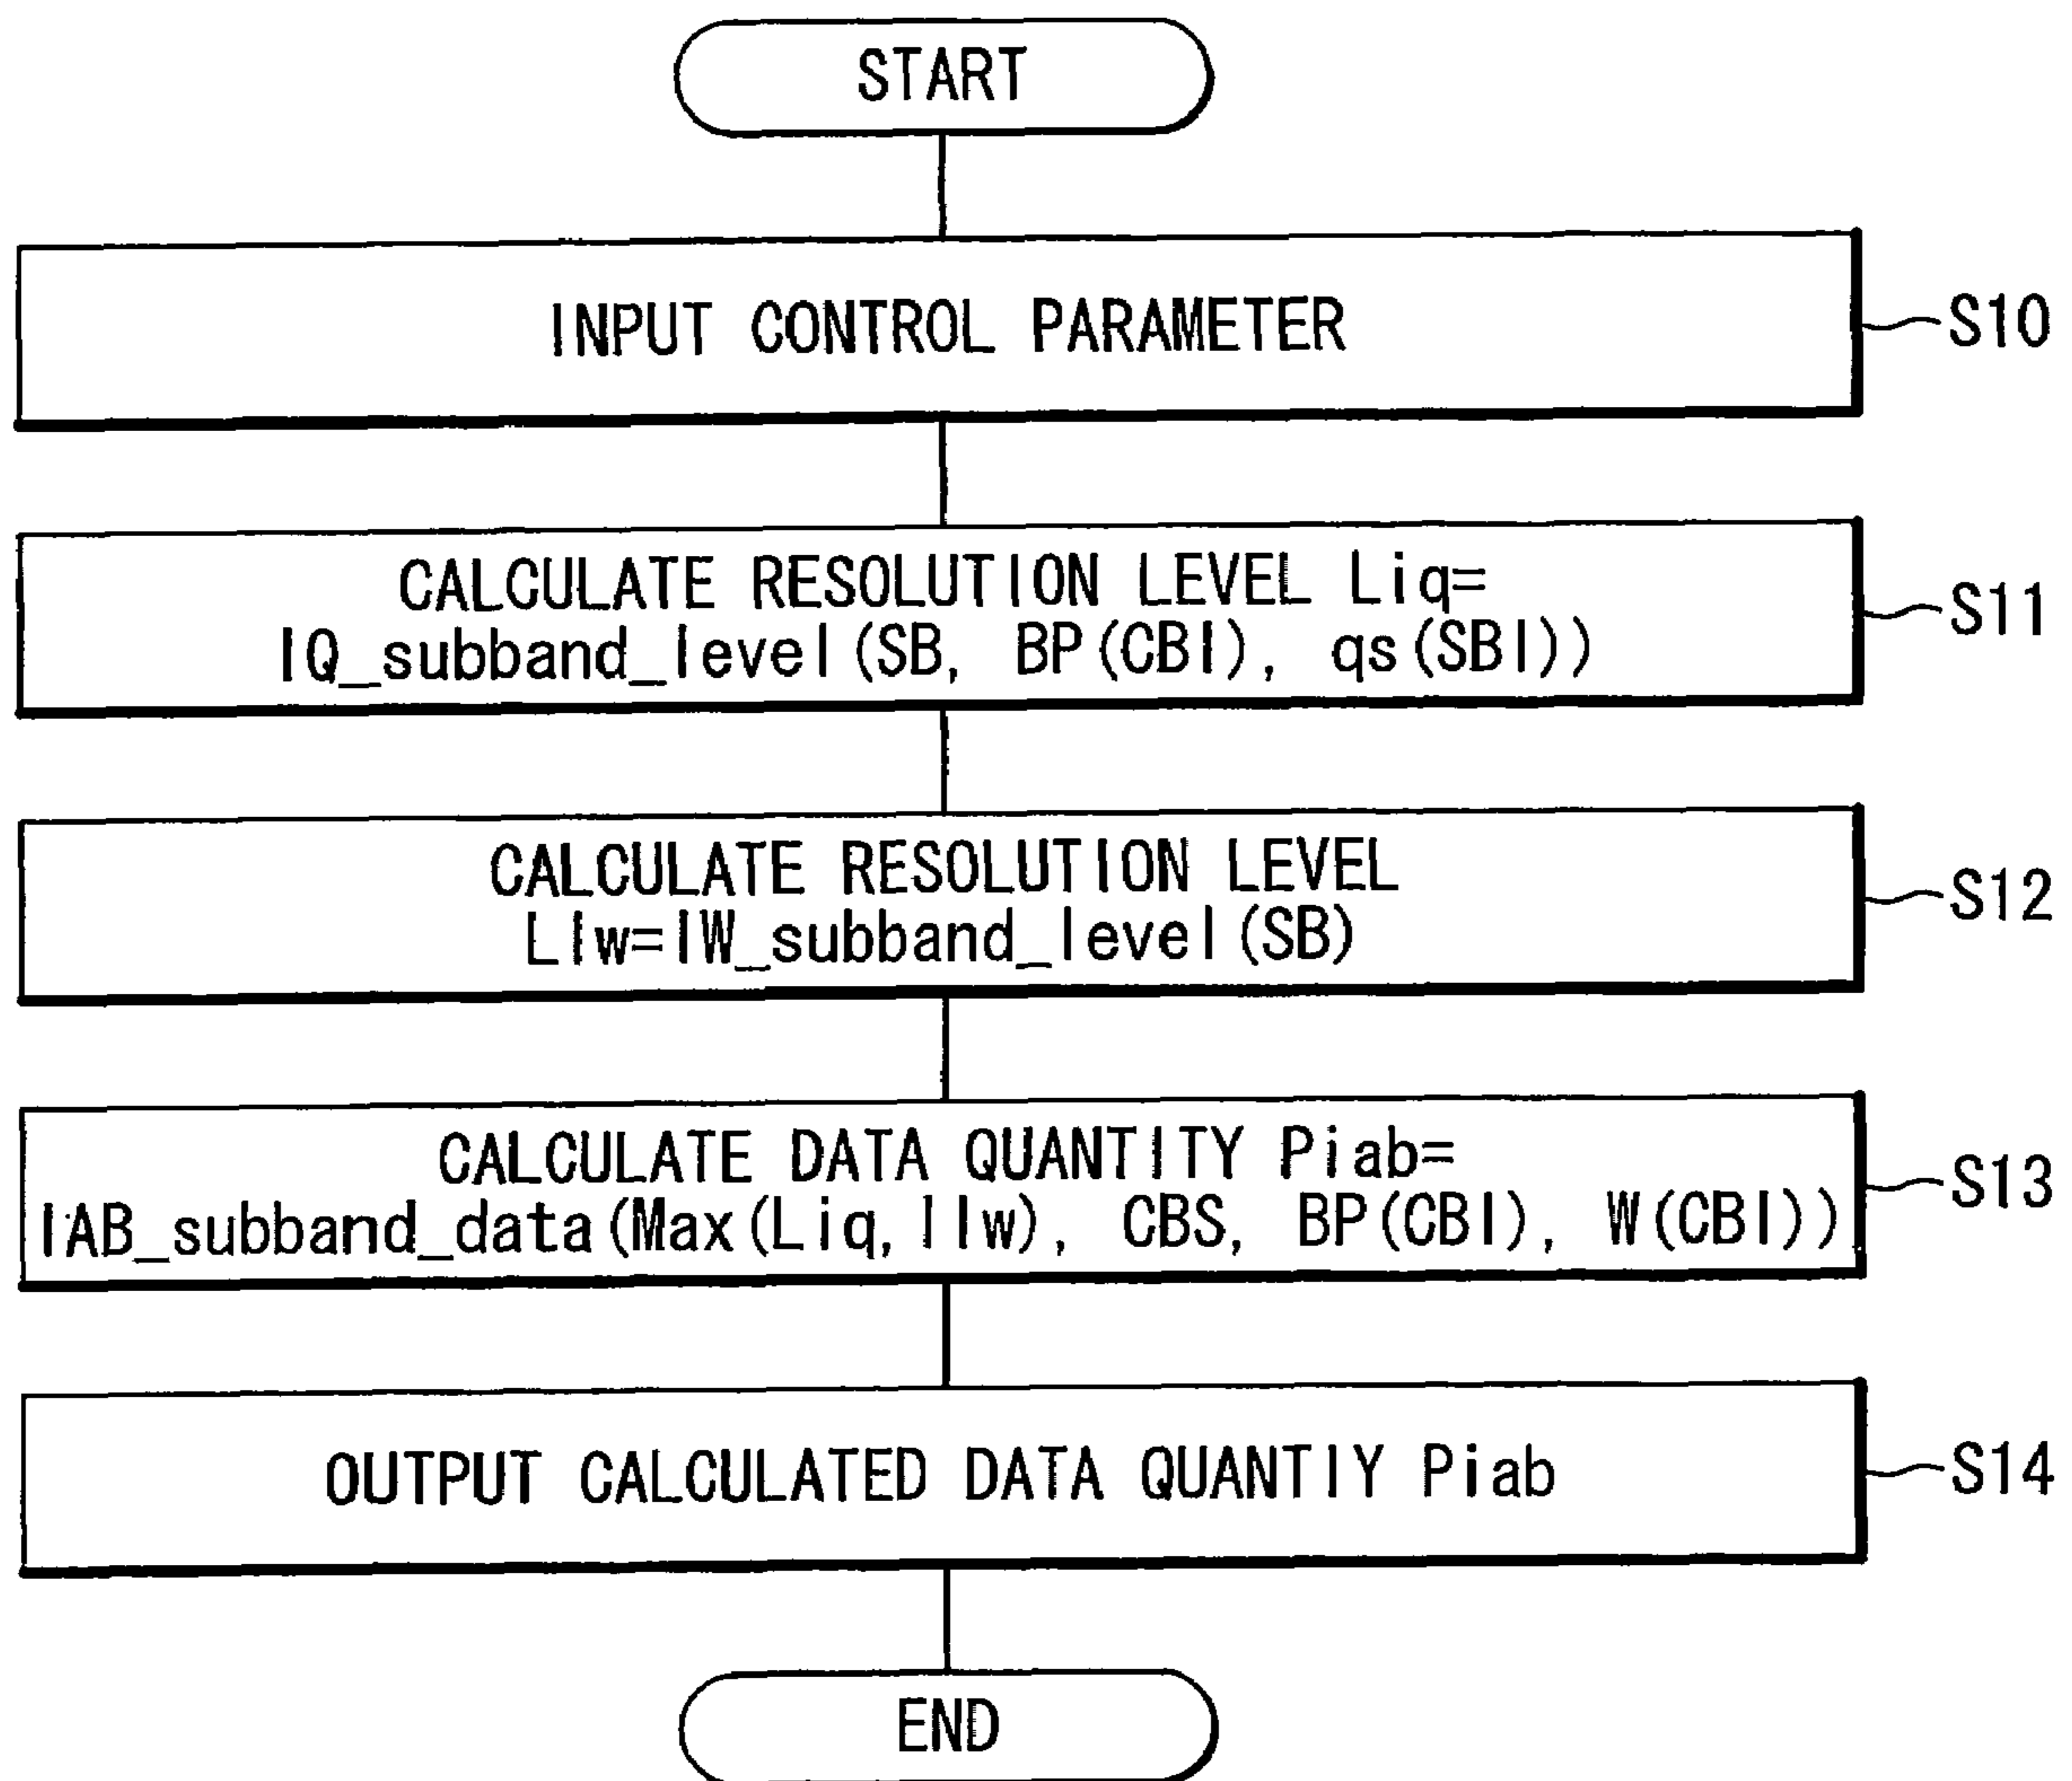 START
INPUT CONTROL PARAMETER
S10
CALCULATE RESOLUTION LEVEL Liq=
IQ_subband_level(SB, BP(CBI), qs(SBI))
S11
CALCULATE RESOLUTION LEVEL
LIw=IW_subband_level(SB)
S12
CALCULATE DATA QUANTITY Piab=
IAB_subband_data(Max(Liq,lIw), CBS, BP(CBI), W(CBI))
S13
OUTPUT CALCULATED DATA QUANTIY Piab
S14
END